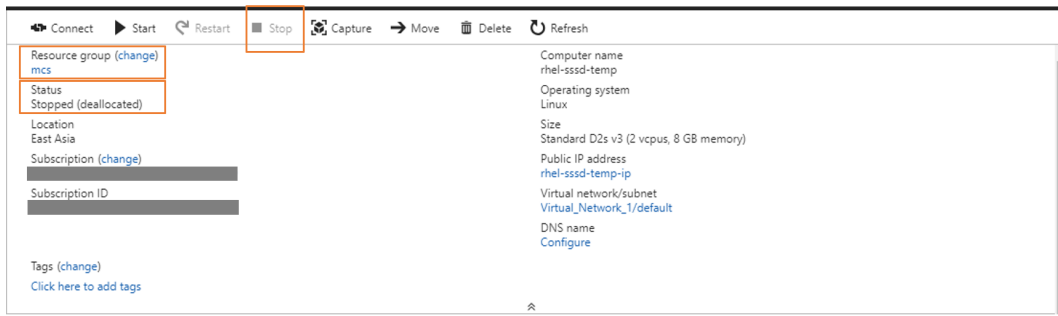 Connect Start Restart Stop Capture Move Delete Refresh
Resource group (change)
mcs
Status
Stopped (deallocated)
Location
East Asia
Subscription (change)
Subscription ID
Tags (change)
Click here to add tags
Computer name
rhel-sssd-temp
Operating system
Linux
Size
Standard D2s v3 (2 vcpus, 8 GB memory)
Public IP address
rhel-sssd-temp-ip
Virtual network/subnet
Virtual_Network_1/default
DNS name
Configure